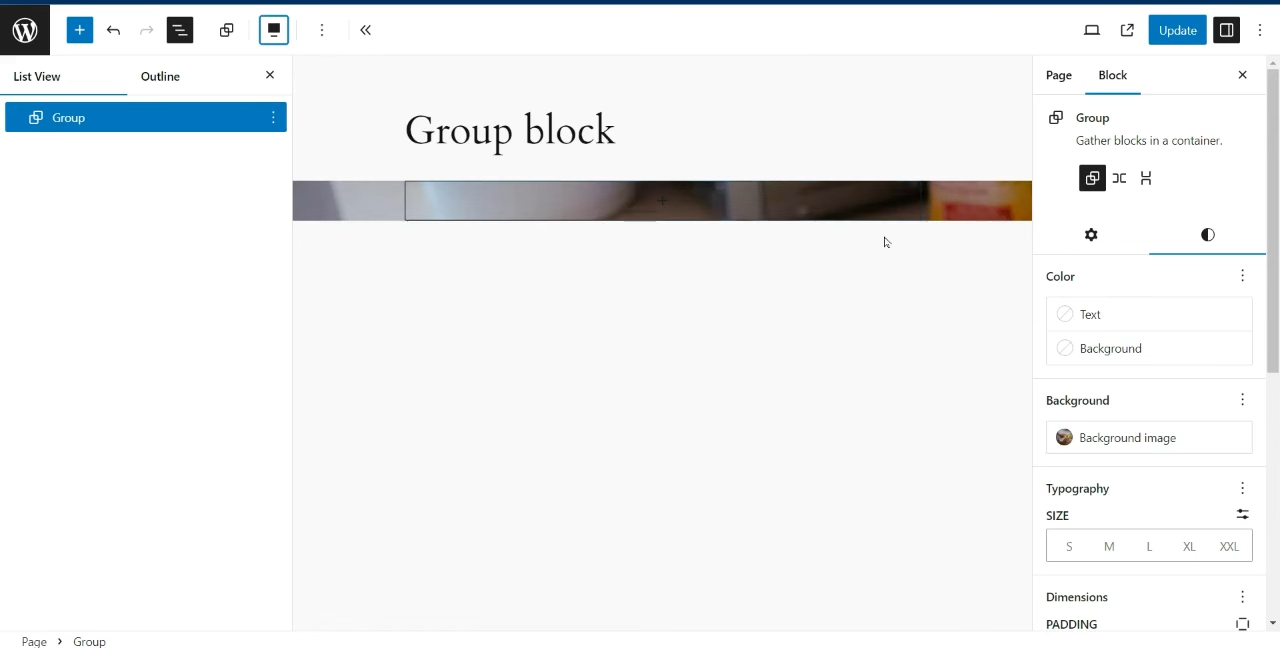 Update
List View Outline
Group
Group block
Page Block
Group
Gather blocks in a container.
Color
Text
Background
Background
Background image
Typography
SIZE
S M L XL XXL
Dimensions
PADDING
Page > Group